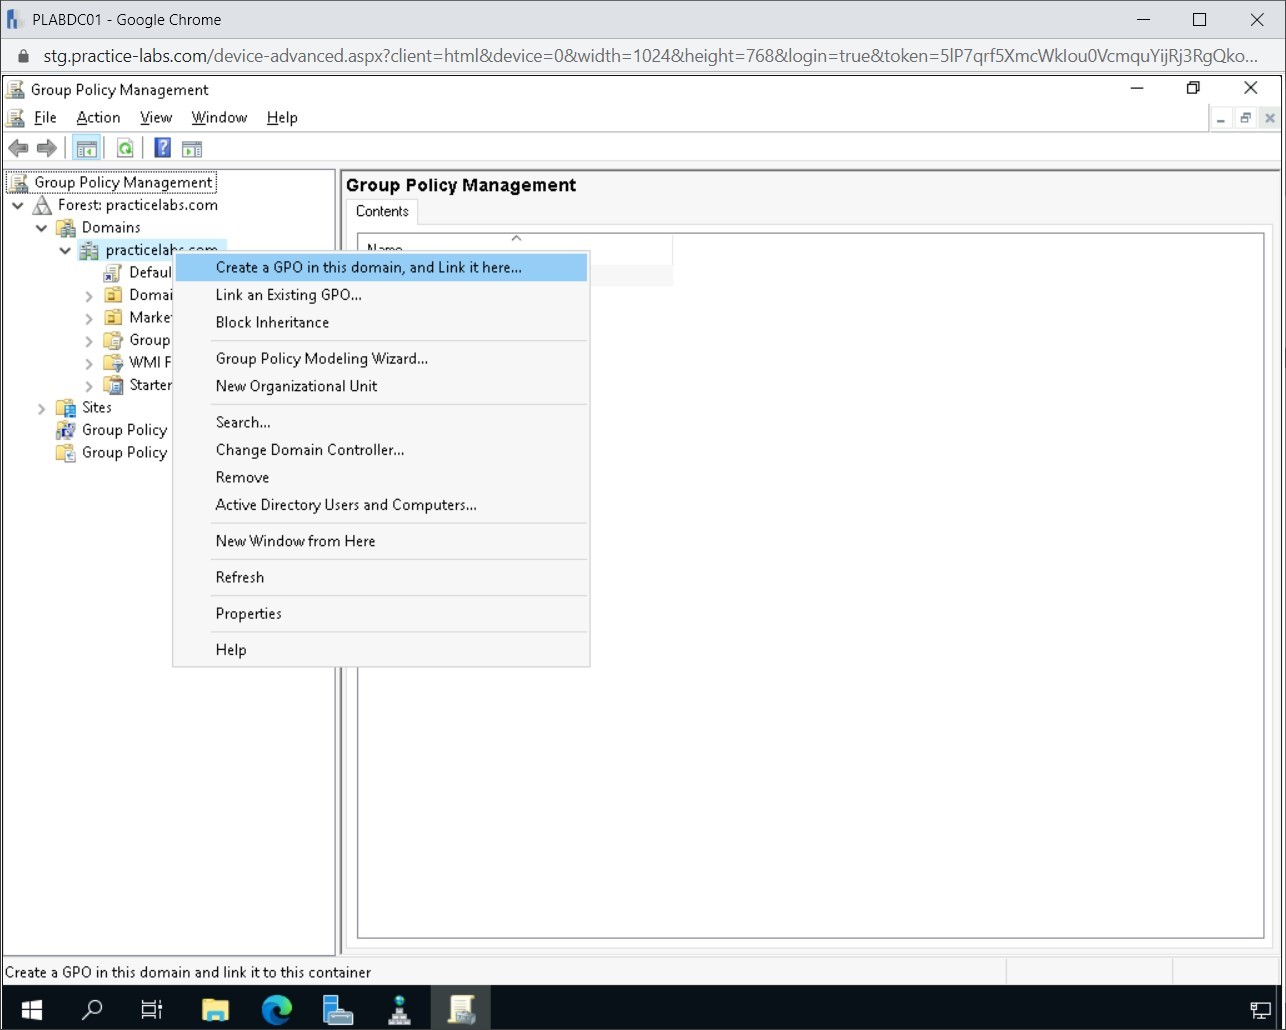 PLABDC01 - Google Chrome
stg.practice-labs.com/device-advanced.aspx?client=html&device=0&width=1024&height=768&login=true&token=5lP7qrf5XmcWkIou0VcmquYijRj3RgQko...
Group Policy Management
File Action View Window Help
Group Policy Management
Forest: practicelabs.com
Domains
practicelabs.com
Defaul
Domai
Marke
Group
WMI F
Starter
Sites
Group Policy
Group Policy
Group Policy Management
Contents
Name
Create a GPO in this domain, and Link it here...
Link an Existing GPO...
Block Inheritance
Group Policy Modeling Wizard...
New Organizational Unit
Search...
Change Domain Controller...
Remove
Active Directory Users and Computers...
New Window from Here
Refresh
Properties
Help
Create a GPO in this domain and link it to this container